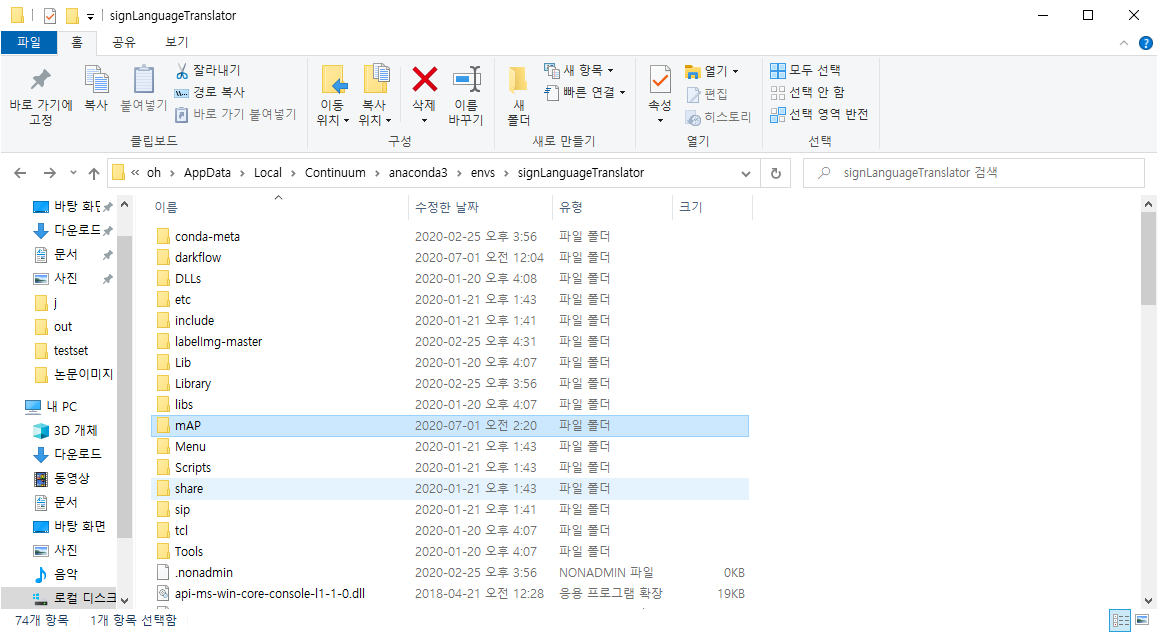 signLanguageTranslator
파일 홈 공유 보기
바로 가기에 고정
복사
붙여넣기
잘라내기
경로 복사
바로 가기 붙여넣기
클립보드
이동 위치
복사 위치
삭제
이름 바꾸기
구성
새 폴더
새 항목
빠른 연결
새로 만들기
속성
열기
편집
히스토리
열기
모두 선택
선택 안 함
선택 영역 반전
선택
« oh › AppData › Local › Continuum › anaconda3 › envs › signLanguageTranslator
signLanguageTranslator 검색
바탕 화면
다운로드
문서
사진
j
out
testset
논문이미지
내 PC
3D 개체
다운로드
동영상
문서
바탕 화면
사진
음악
로컬 디스크
이름 수정한 날짜 유형 크기
conda-meta 2020-02-25 오후 3:56 파일 폴더
darkflow 2020-07-01 오전 12:04 파일 폴더
DLLs 2020-01-20 오후 4:08 파일 폴더
etc 2020-01-21 오후 1:43 파일 폴더
include 2020-01-21 오후 1:41 파일 폴더
labelImg-master 2020-02-25 오후 4:31 파일 폴더
Lib 2020-01-20 오후 4:07 파일 폴더
Library 2020-02-25 오후 3:56 파일 폴더
libs 2020-01-20 오후 4:07 파일 폴더
mAP 2020-07-01 오전 2:20 파일 폴더
Menu 2020-01-21 오후 1:43 파일 폴더
Scripts 2020-01-21 오후 1:43 파일 폴더
share 2020-01-21 오후 1:43 파일 폴더
sip 2020-01-21 오후 1:41 파일 폴더
tcl 2020-01-20 오후 4:07 파일 폴더
Tools 2020-01-20 오후 4:07 파일 폴더
.nonadmin 2020-02-25 오후 3:56 NONADMIN 파일 0KB
api-ms-win-core-console-l1-1-0.dll 2018-04-21 오전 12:28 응용 프로그램 확장 19KB
74개 항목 1개 항목 선택함